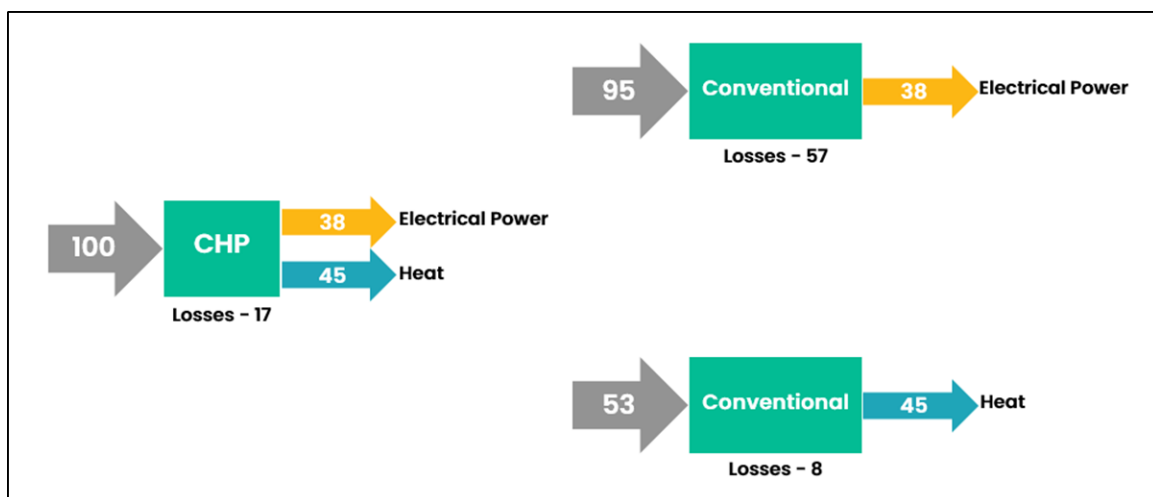 95
Conventional
38
Electrical Power
Losses - 57
100
CHP
38
Electrical Power
45
Heat
Losses - 17
53
Conventional
45
Heat
Losses - 8